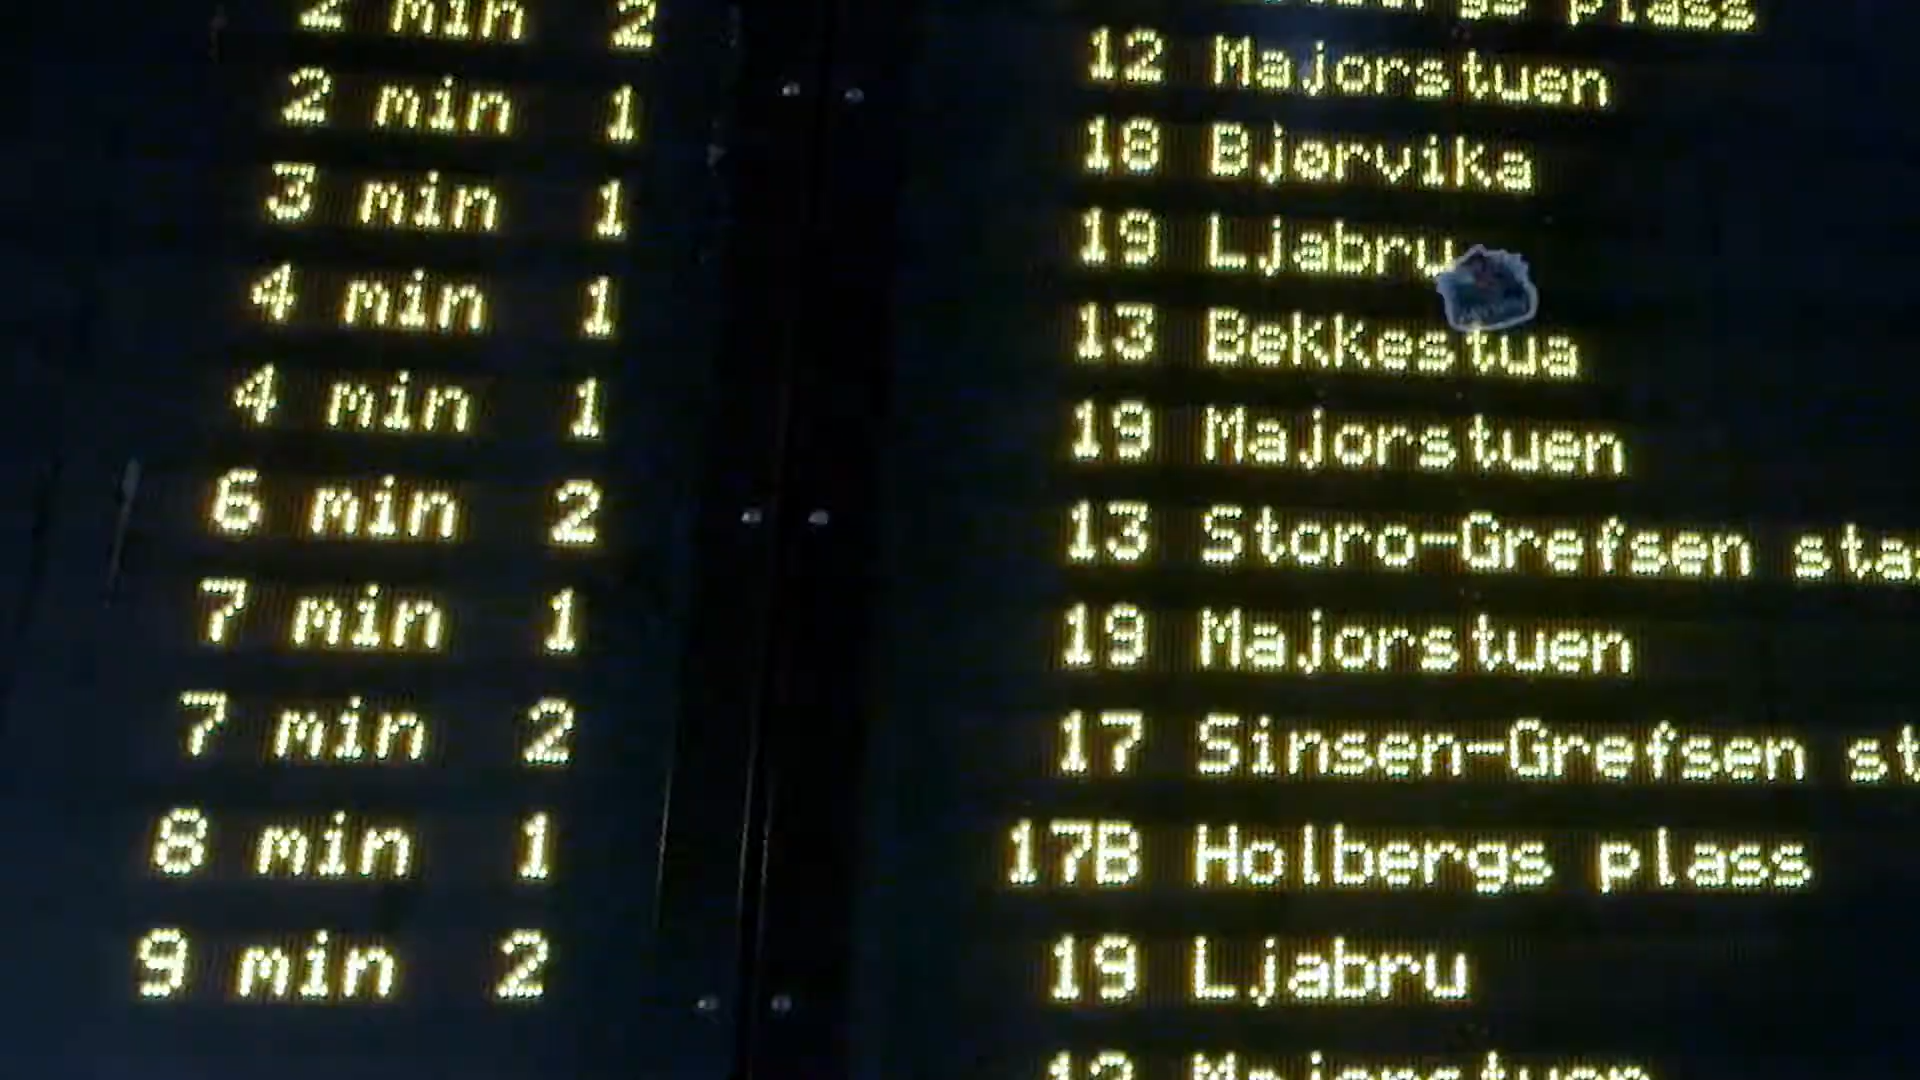 2 min 2
2 min 1
3 min 1
4 min 1
4 min 1
6 min 2
7 min 1
7 min 2
8 min 1
9 min 2
plass
12 Majorstuen
18 Bjørvika
19 Ljabru
13 Bekkestua
19 Majorstuen
13 Storo-Grefsen sta
19 Majorstuen
17 Sinsen-Grefsen st
17B Holbergs plass
19 Ljabru
Majorstuen